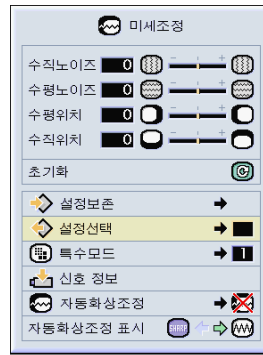 미세조정
수직노이즈 0 - +
수평노이즈 0 - +
수평위치 0 - +
수직위치 0 - +
초기화
설정보존
설정선택
특수모드 1
신호 정보
자동화상조정
자동화상조정 표시 SHARP